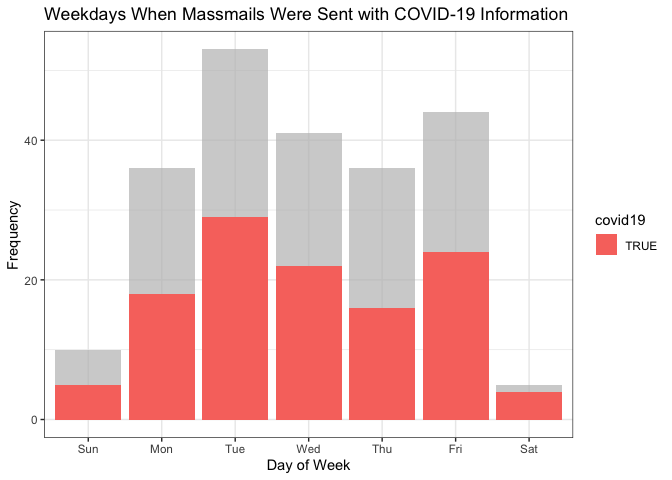 Weekdays When Massmails Were Sent with COVID-19 Information
Frequency
40
20
0
Sun Mon Tue Wed Thu Fri Sat
Day of Week
covid19
TRUE